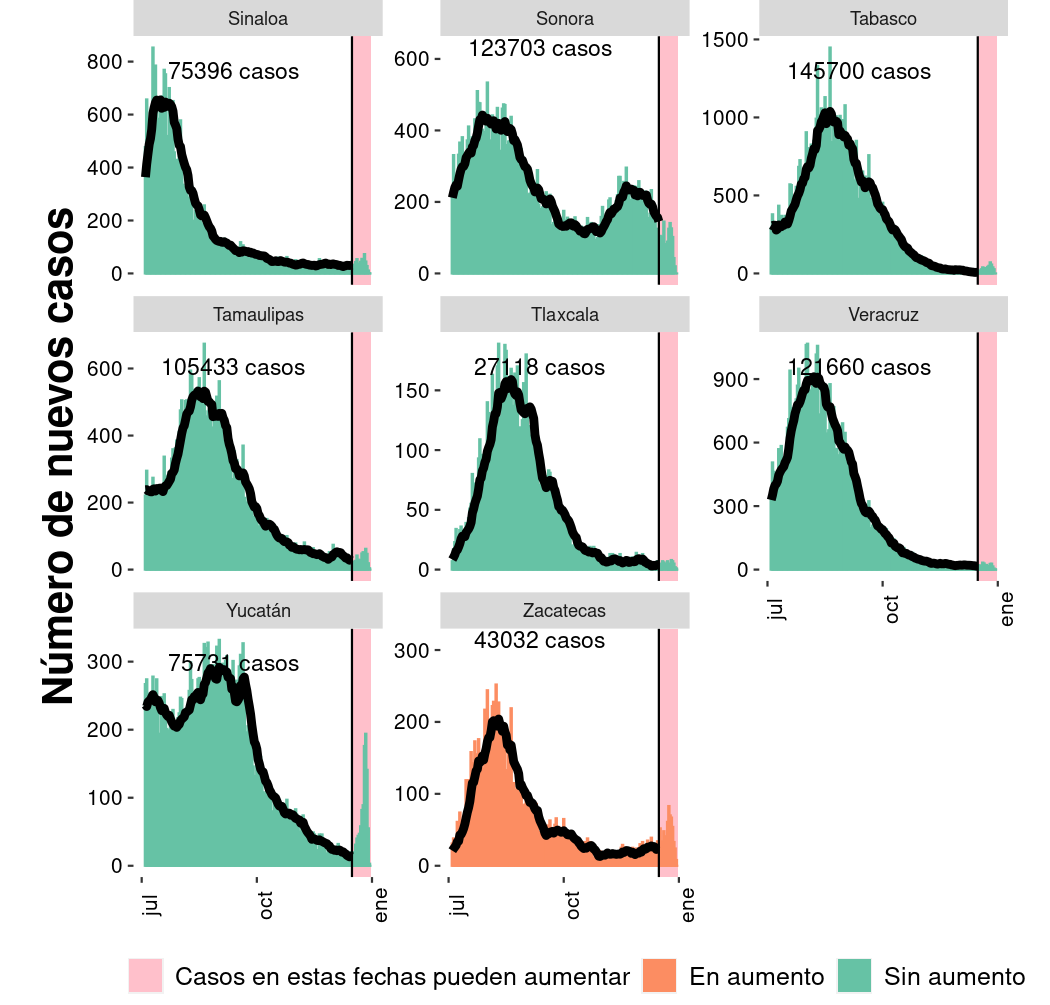 Número de nuevos casos
Sinaloa
Sonora
Tabasco
75396 casos
123703 casos
145700 casos
800
600
400
200
0
600
400
200
0
1500
1000
500
0
Tamaulipas
Tlaxcala
Veracruz
105433 casos
27118 casos
121660 casos
600
400
200
0
150
100
50
0
900
600
300
0
jul
oct
ene
Yucatán
Zacatecas
75731 casos
43032 casos
300
200
100
0
300
200
100
0
jul
oct
ene
jul
oct
ene
Casos en estas fechas pueden aumentar
En aumento
Sin aumento